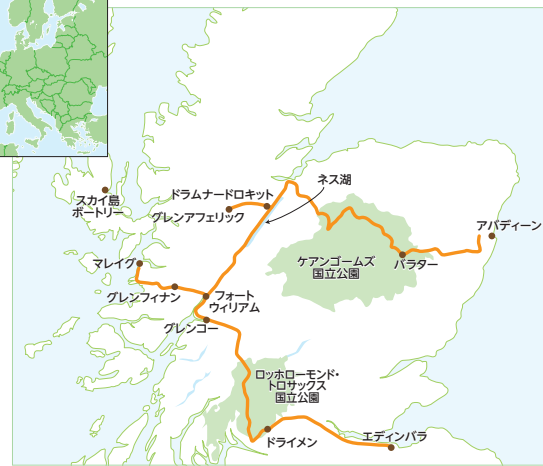 ネス湖
ドラムナードロキット
グレンアフェリック
スカイ島
ポートリー
アバディーン
ケアンゴームズ
国立公園
バラター
マレイグ
グレンフィナン
フォート
ウィリアム
グレンコー
ロッホローモンド・
トロサックス
国立公園
ドライメン
エディンバラ